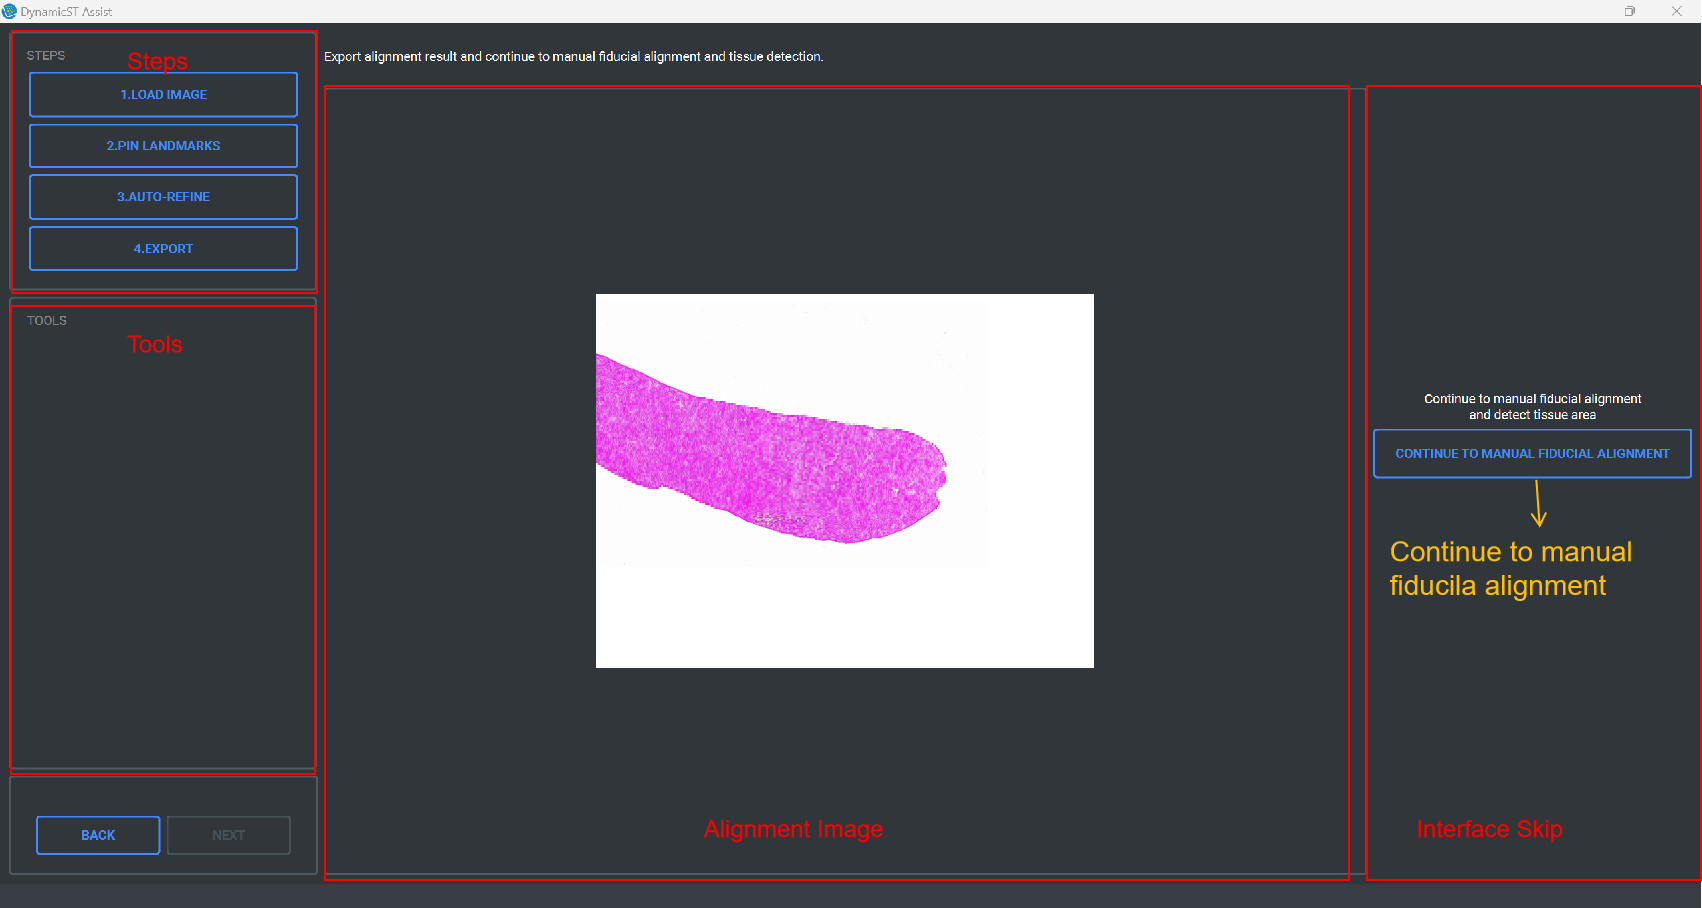 DynamicST Assist
STEPS
Steps
1.LOAD IMAGE
2.PIN LANDMARKS
3.AUTO-REFINE
4.EXPORT
TOOLS
Tools
BACK
NEXT
Export alignment result and continue to manual fiducial alignment and tissue detection.
Alignment Image
Continue to manual fiducial alignment
and detect tissue area
CONTINUE TO MANUAL FIDUCIAL ALIGNMENT
Continue to manual
fiducila alignment
Interface Skip